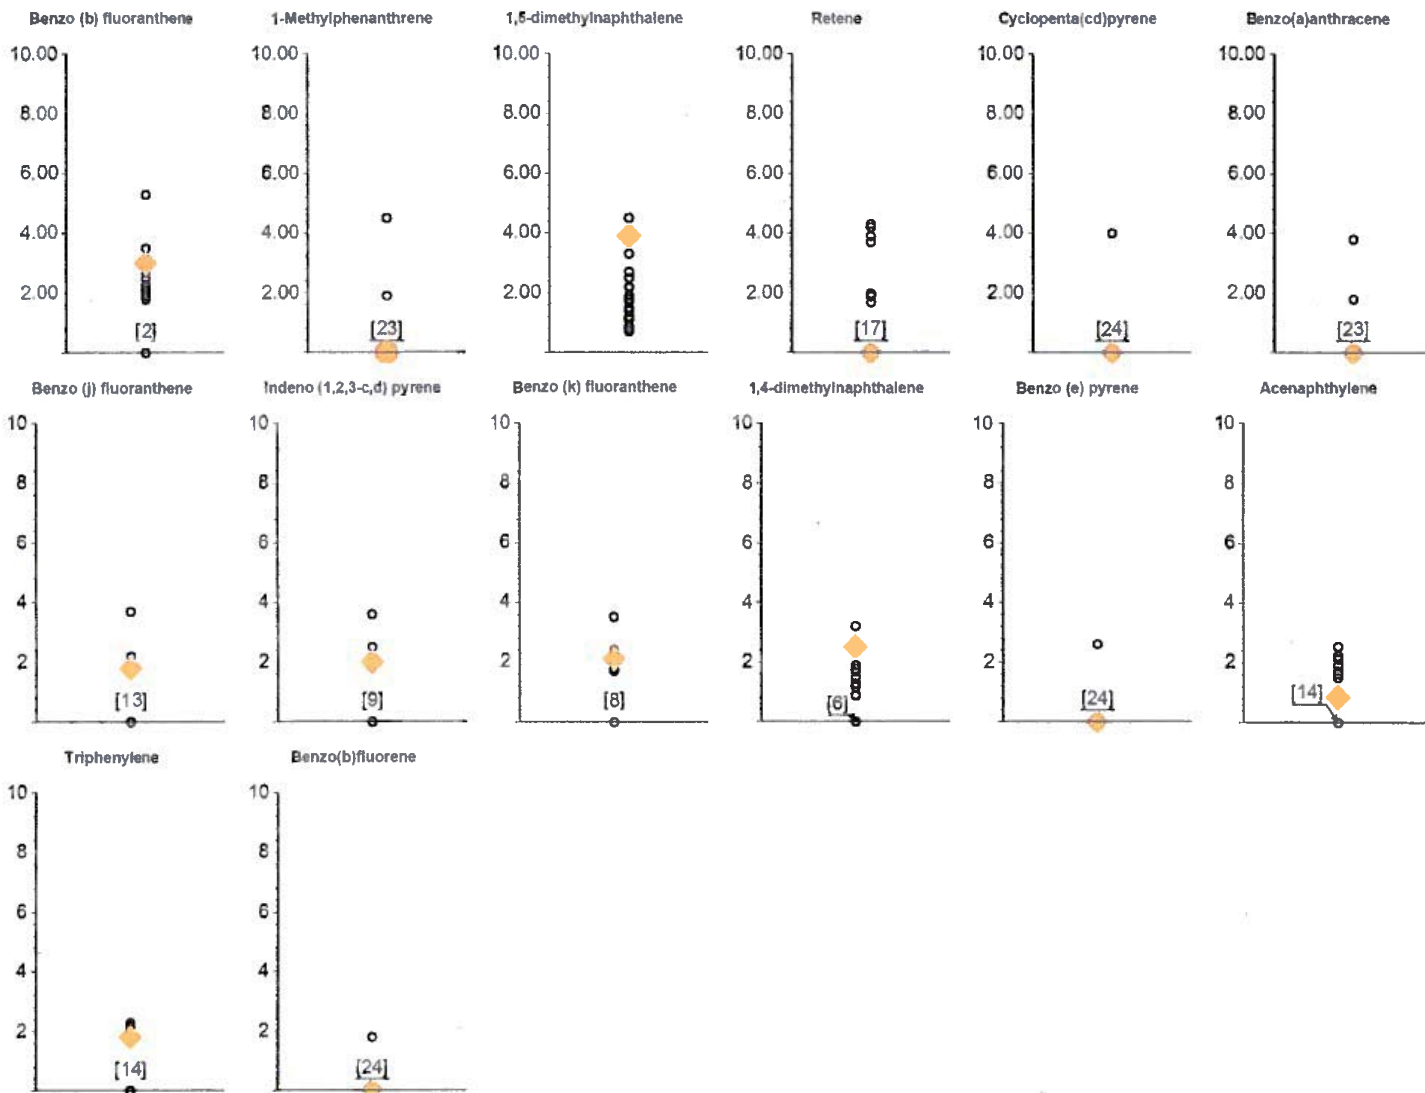 Benzo (b) fluoranthene 1-Methylphenanthrene 1,5-dimethylnaphthalene Retene Cyclopenta(cd)pyrene Benzo(a)anthracene
10.00 10.00 10.00 10.00 10.00 10.00
8.00 8.00 8.00 8.00 8.00 8.00
6.00 6.00 6.00 6.00 6.00 6.00
4.00 4.00 4.00 4.00 4.00 4.00
2.00 2.00 2.00 2.00 2.00 2.00
[2] [23] [17] [24] [23]
Benzo (j) fluoranthene Indeno (1,2,3-c,d) pyrene Benzo (k) fluoranthene 1,4-dimethylnaphthalene Benzo (e) pyrene Acenaphthylene
10 10 10 10 10 10
8 8 8 8 8 8
6 6 6 6 6 6
4 4 4 4 4 4
2 2 2 2 2 2
[13] [9] [8] [6] [24] [14]
Triphenylene Benzo(b)fluorene
10 10
8 8
6 6
4 4
2 2
[14] [24]